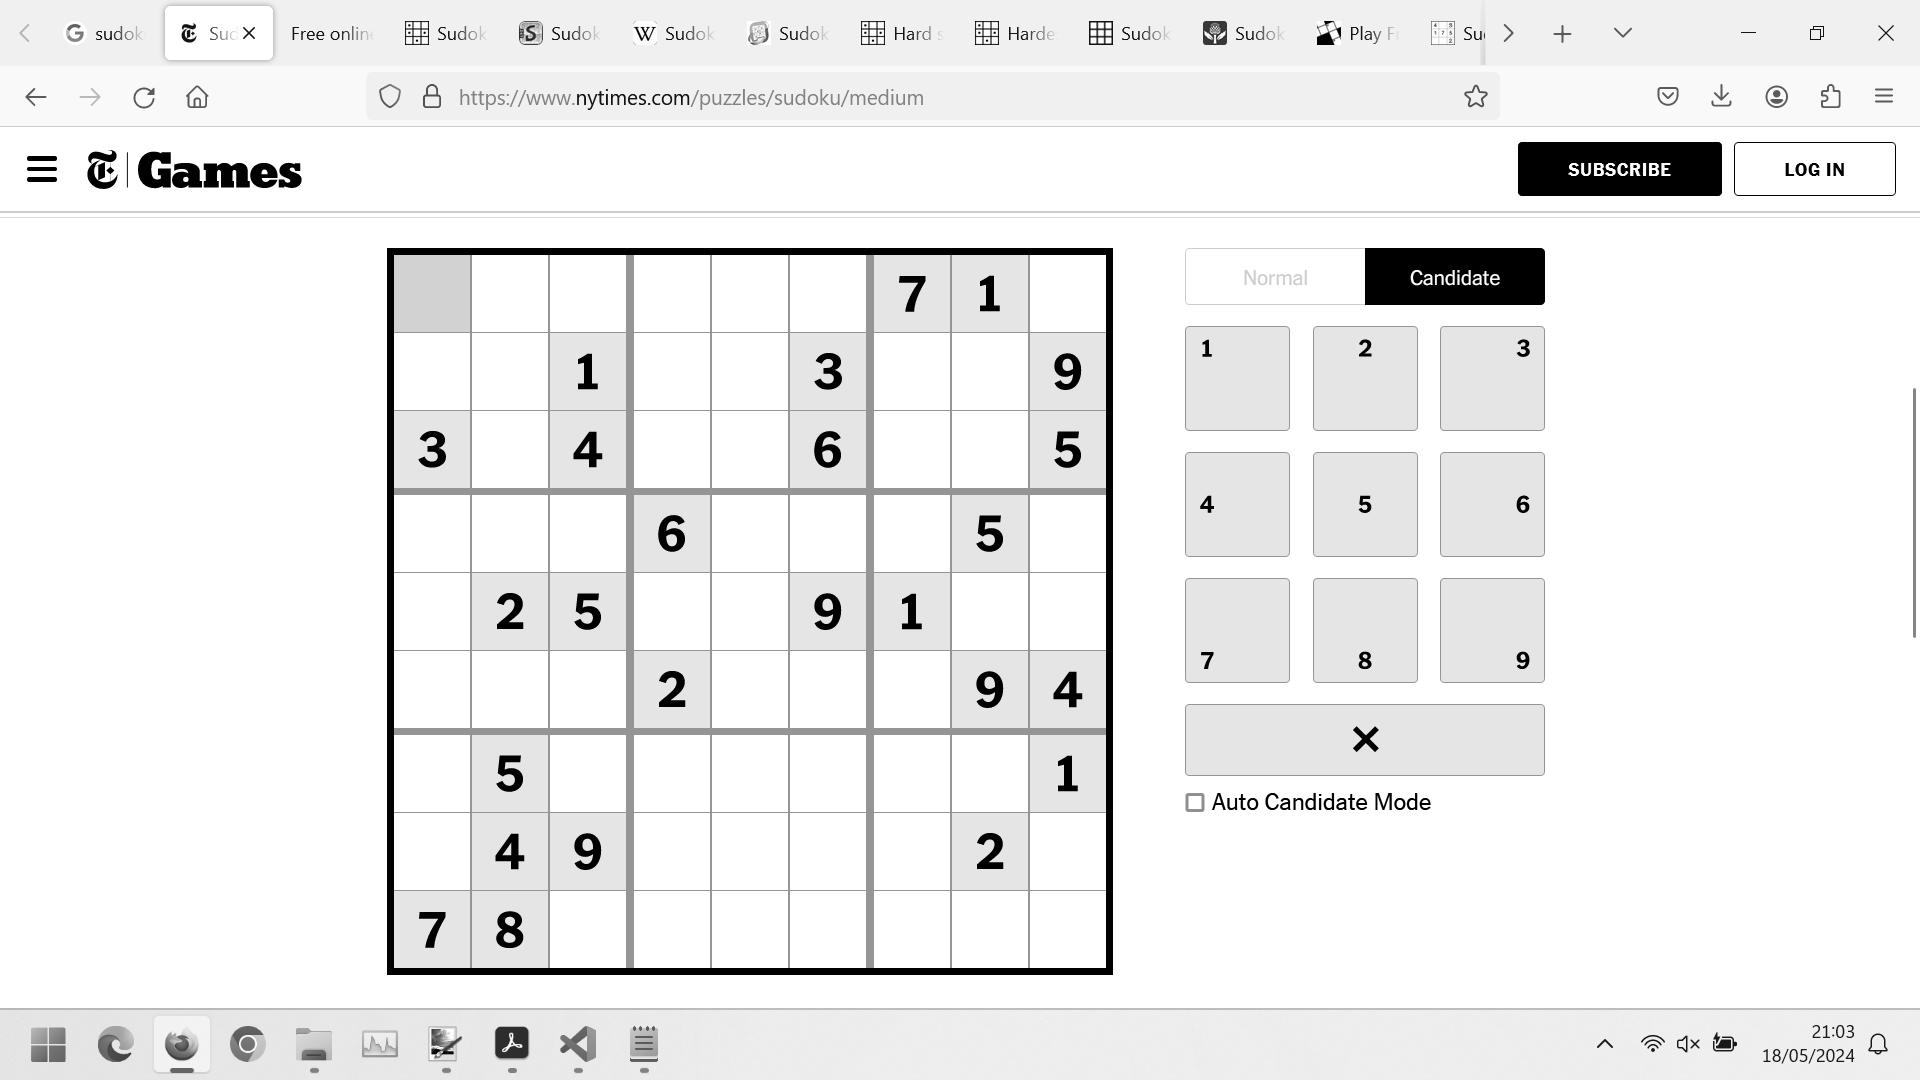 sudok Suc Free onlin Sudok Sudok Sudok Sudok Hard s Harde Sudok Sudok Play F Su
https://www.nytimes.com/puzzles/sudoku/medium
Games
SUBSCRIBE LOG IN
7 1
1 3 9
3 4 6 5
6 5
2 5 9 1
2 9 4
5 1
4 9 2
7 8
Normal Candidate
1 2 3
4 5 6
7 8 9
Auto Candidate Mode
21:03
18/05/2024